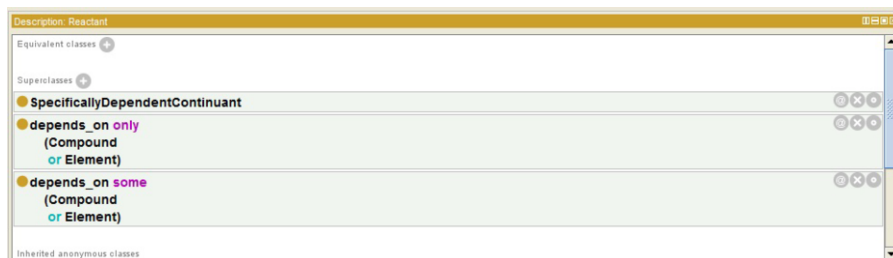 Description: Reactant
Equivalent classes
Superclasses
SpecificallyDependentContinuant
depends_on only
(Compound
or Element)
depends_on some
(Compound
or Element)
Inherited anonymous classes